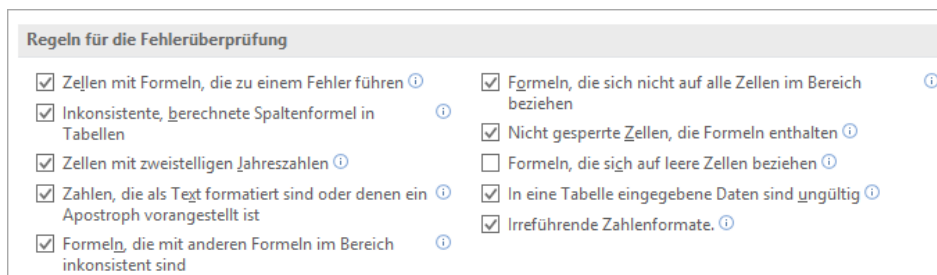 Regeln für die Fehlerüberprüfung
Zellen mit Formeln, die zu einem Fehler führen
Inkonsistente, berechnete Spaltenformel in
Tabellen
Zellen mit zweistelligen Jahreszahlen
Zahlen, die als Text formatiert sind oder denen ein
Apostroph vorangestellt ist
Formeln, die mit anderen Formeln im Bereich
inkonsistent sind
Formeln, die sich nicht auf alle Zellen im Bereich
beziehen
Nicht gesperrte Zellen, die Formeln enthalten
Formeln, die sich auf leere Zellen beziehen
In eine Tabelle eingegebene Daten sind ungültig
Irreführende Zahlenformate.